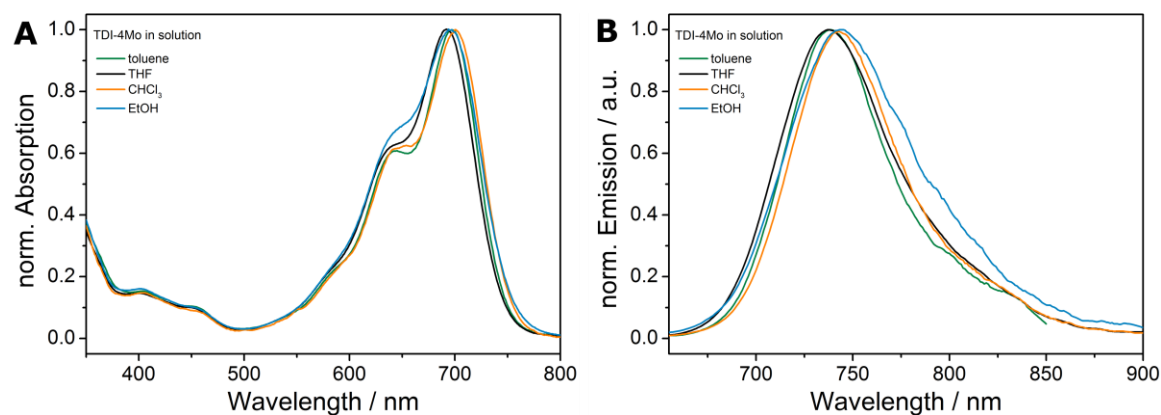 A
TDI-4Mo in solution
toluene
THF
CHCl₃
EtOH
norm. Absorption
1.0
0.8
0.6
0.4
0.2
0.0
400 500 600 700 800
Wavelength / nm
B
TDI-4Mo in solution
toluene
THF
CHCl₃
EtOH
norm. Emission / a.u.
1.0
0.8
0.6
0.4
0.2
0.0
700 750 800 850 900
Wavelength / nm